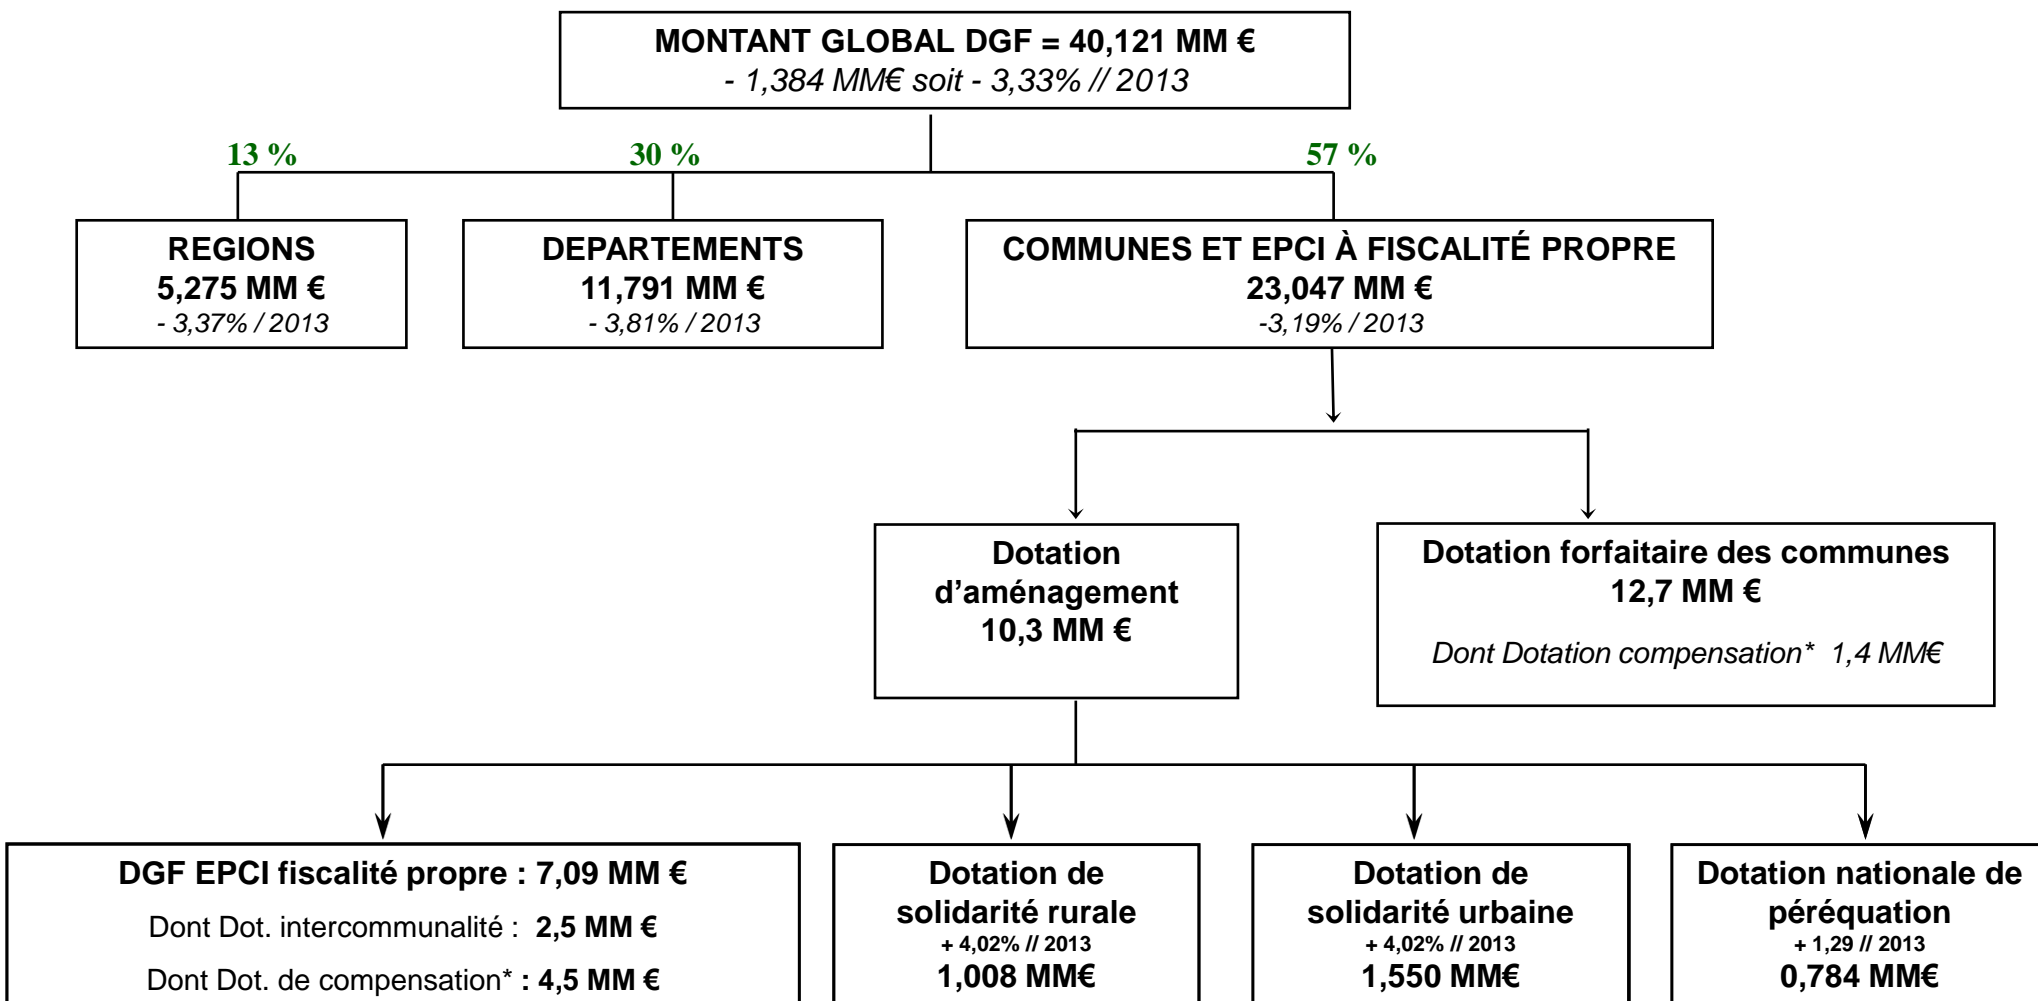 MONTANT GLOBAL DGF = 40,121 MM €
- 1,384 MM€ soit - 3,33% // 2013
13 %
30 %
57 %
REGIONS
5,275 MM €
- 3,37% / 2013
DEPARTEMENTS
11,791 MM €
- 3,81% / 2013
COMMUNES ET EPCI À FISCALITÉ PROPRE
23,047 MM €
-3,19% / 2013
Dotation
d’aménagement
10,3 MM €
Dotation forfaitaire des communes
12,7 MM €
Dont Dotation compensation* 1,4 MM€
DGF EPCI fiscalité propre : 7,09 MM €
Dont Dot. intercommunalité : 2,5 MM €
Dont Dot. de compensation* : 4,5 MM €
Dotation de
solidarité rurale
+ 4,02% // 2013
1,008 MM€
Dotation de
solidarité urbaine
+ 4,02% // 2013
1,550 MM€
Dotation nationale de
péréquation
+ 1,29 // 2013
0,784 MM€